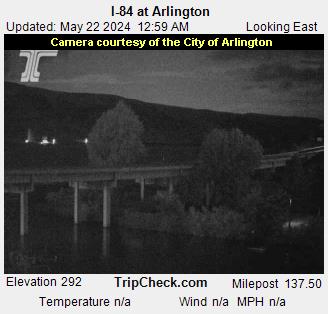 I-84 at Arlington
Updated: May 22 2024 12:59 AM Looking East
Camera courtesy of the City of Arlington
Elevation 292 TripCheck.com Milepost 137.50
Temperature n/a Wind n/a MPH n/a